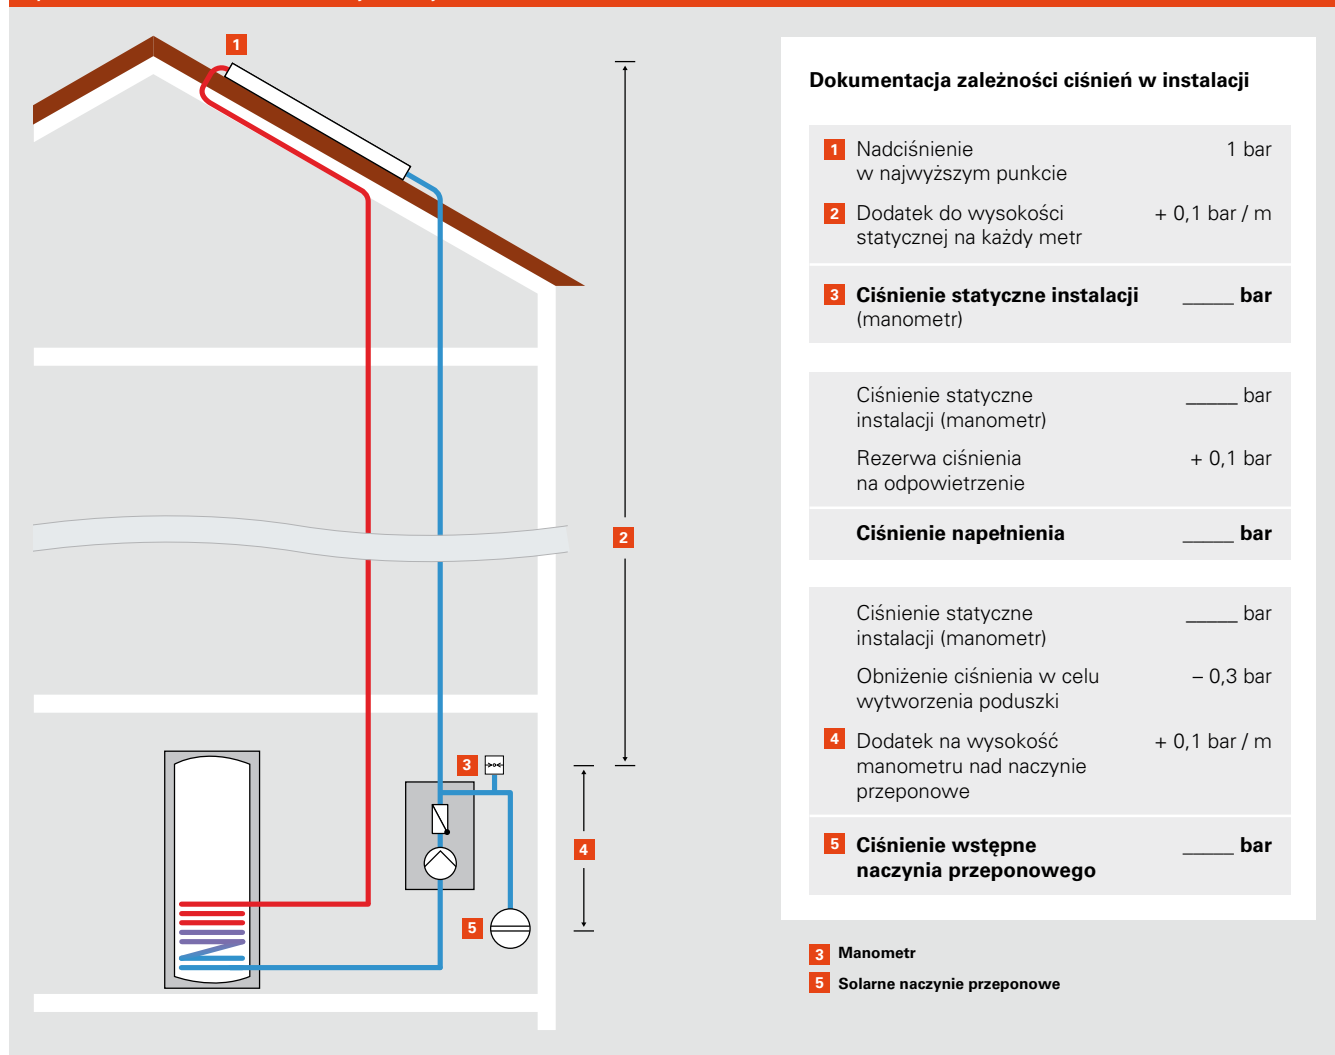 1
Dokumentacja zależności ciśnień w instalacji
1 Nadciśnienie 1 bar
w najwyższym punkcie
2 Dodatek do wysokości + 0,1 bar / m
statycznej na każdy metr
3 Ciśnienie statyczne instalacji _____ bar
(manometr)
Ciśnienie statyczne _____ bar
instalacji (manometr)
Rezerwa ciśnienia + 0,1 bar
na odpowietrzenie
Ciśnienie napełnienia _____ bar
2
Ciśnienie statyczne _____ bar
instalacji (manometr)
Obniżenie ciśnienia w celu – 0,3 bar
wytworzenia poduszki
4 Dodatek na wysokość + 0,1 bar / m
manometru nad naczynie
przeponowe
3
4
5 Ciśnienie wstępne _____ bar
naczynia przeponowego
5
3 Manometr
5 Solarne naczynie przeponowe